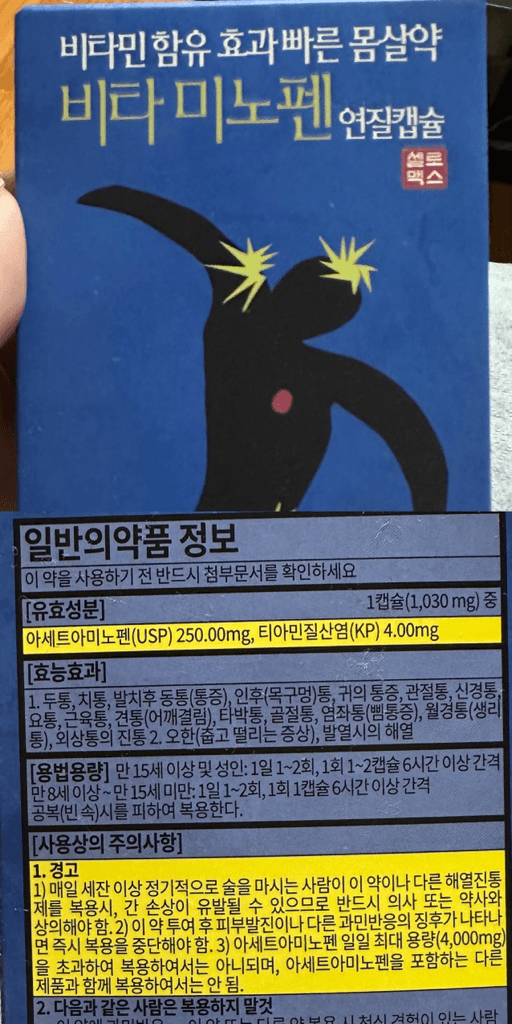 비타민 함유 효과 빠른 몸살약
비타 미노펜 연질캡슐
셀로
맥스
일반의약품 정보
이 약을 사용하기 전 반드시 첨부문서를 확인하세요
[유효성분] 1캡슐(1,030 mg) 중
아세트아미노펜(USP) 250.00mg, 티아민질산염(KP) 4.00mg
[효능효과]
1. 두통, 치통, 발치후 동통(통증), 인후(목구멍)통, 귀의 통증, 관절통, 신경통,
요통, 근육통, 견통(어깨결림), 타박통, 골절통, 염좌통(삠통증), 월경통(생리
통), 외상통의 진통 2. 오한(춥고 떨리는 증상), 발열시의 해열
[용법용량] 만 15세 이상 및 성인: 1일 1~2회, 1회 1~2캡슐 6시간 이상 간격
만 8세 이상 ~ 만 15세 미만: 1일 1~2회, 1회 1캡슐 6시간 이상 간격
공복(빈 속)시를 피하여 복용한다.
[사용상의 주의사항]
1. 경고
1) 매일 세잔 이상 정기적으로 술을 마시는 사람이 이 약이나 다른 해열진통
제를 복용시, 간 손상이 유발될 수 있으므로 반드시 의사 또는 약사와
상의해야 함. 2) 이 약 투여 후 피부발진이나 다른 과민반응의 징후가 나타나
면 즉시 복용을 중단해야 함. 3) 아세트아미노펜 일일 최대 용량(4,000mg)
을 초과하여 복용하여서는 아니되며, 아세트아미노펜을 포함하는 다른
제품과 함께 복용하여서는 안 됨.
2. 다음과 같은 사람은 복용하지 말것